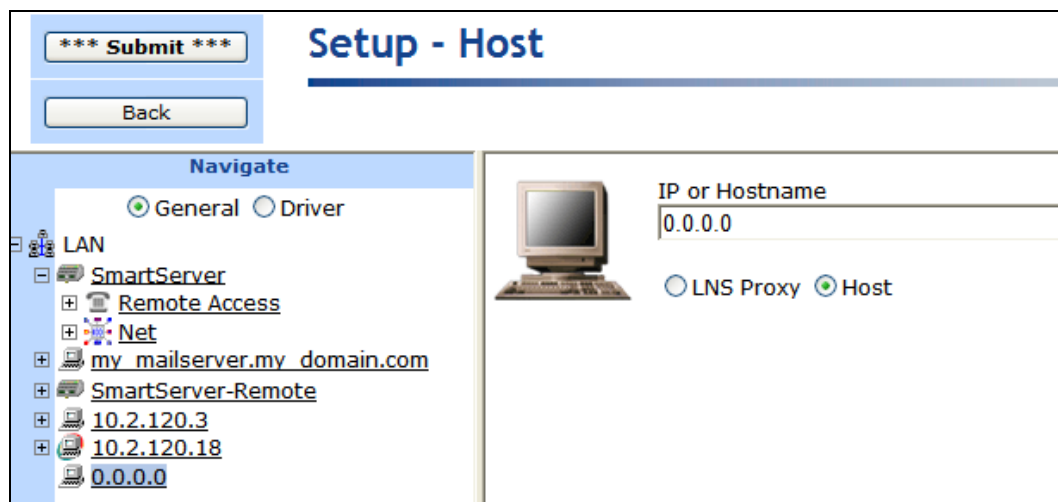 *** Submit ***
Setup - Host
Back
Navigate
General Driver
LAN
SmartServer
Remote Access
Net
my_mailserver.my_domain.com
SmartServer-Remote
10.2.120.3
10.2.120.18
0.0.0.0
IP or Hostname
0.0.0.0
LNS Proxy Host